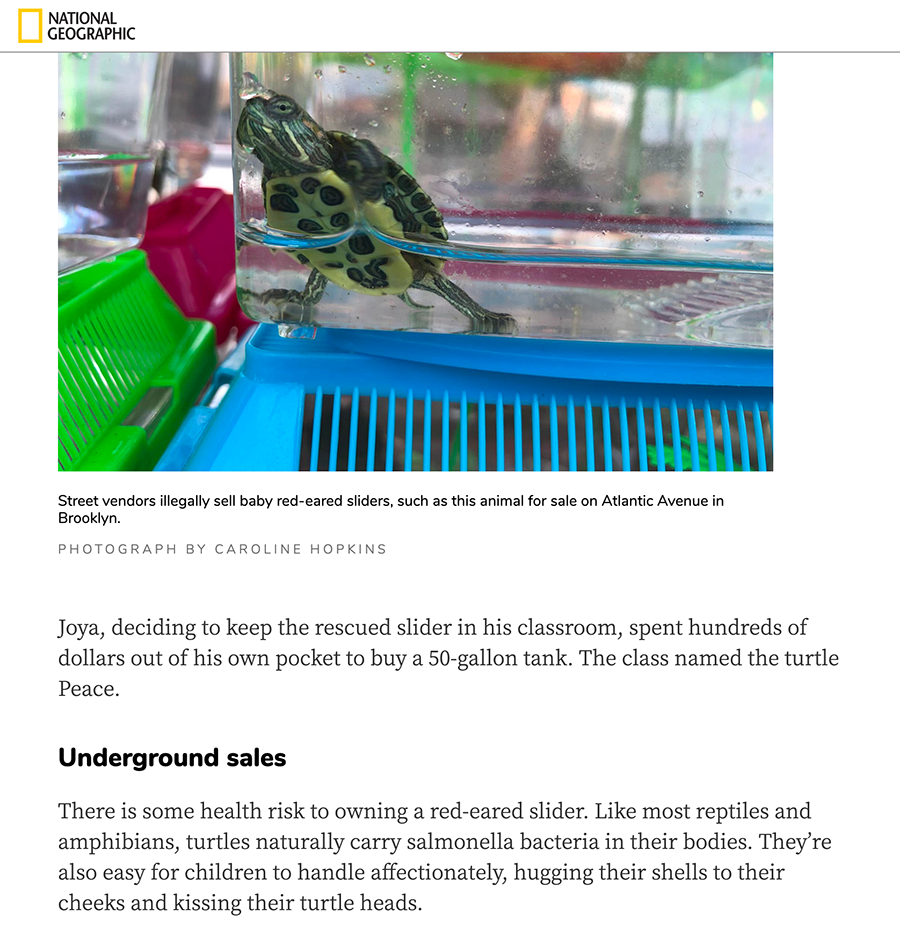 NATIONAL
GEOGRAPHIC
Street vendors illegally sell baby red-eared sliders, such as this animal for sale on Atlantic Avenue in
Brooklyn.
PHOTOGRAPH BY CAROLINE HOPKINS
Joya, deciding to keep the rescued slider in his classroom, spent hundreds of
dollars out of his own pocket to buy a 50-gallon tank. The class named the turtle
Peace.
Underground sales
There is some health risk to owning a red-eared slider. Like most reptiles and
amphibians, turtles naturally carry salmonella bacteria in their bodies. They’re
also easy for children to handle affectionately, hugging their shells to their
cheeks and kissing their turtle heads.